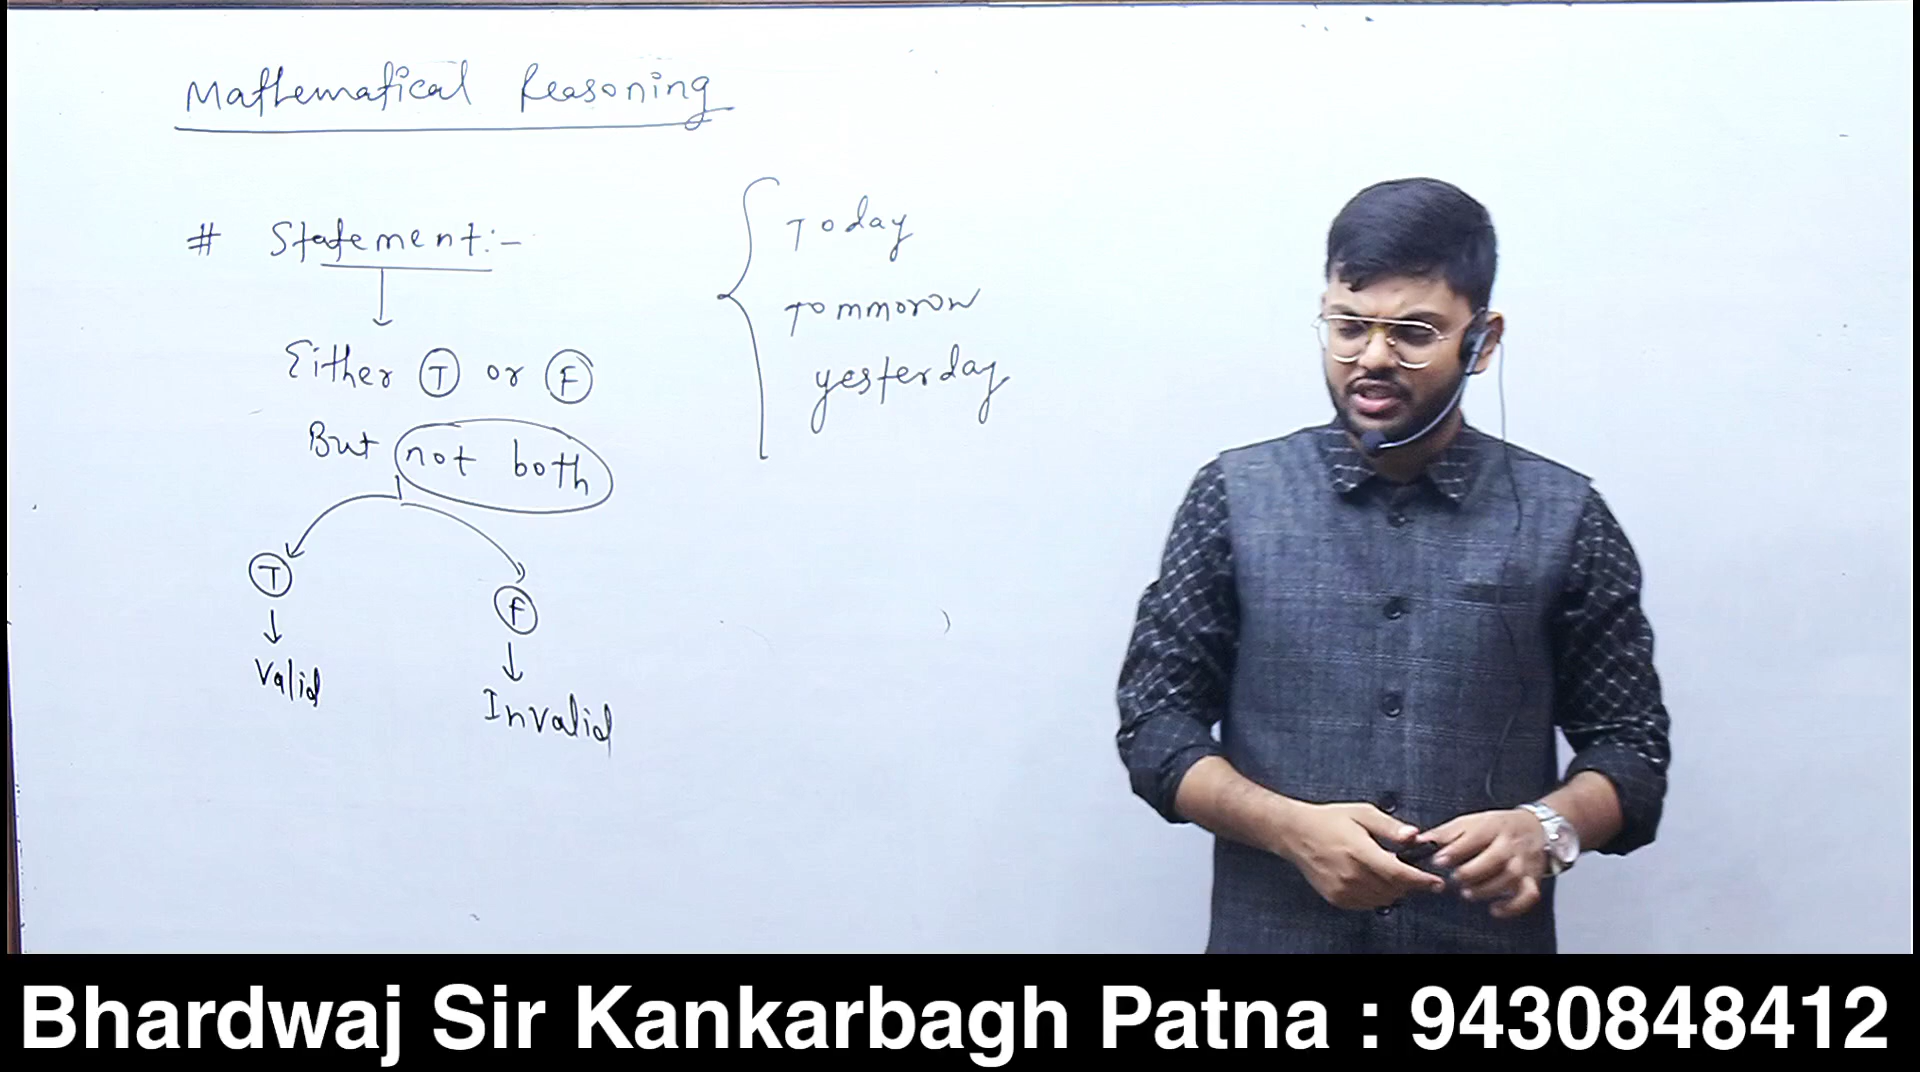 Mathematical Reasoning
# Statement:-
Either T or F
But not both
T
F
Valid
Invalid
Today
Tommorow
yesterday
Bhardwaj Sir Kankarbagh Patna : 9430848412